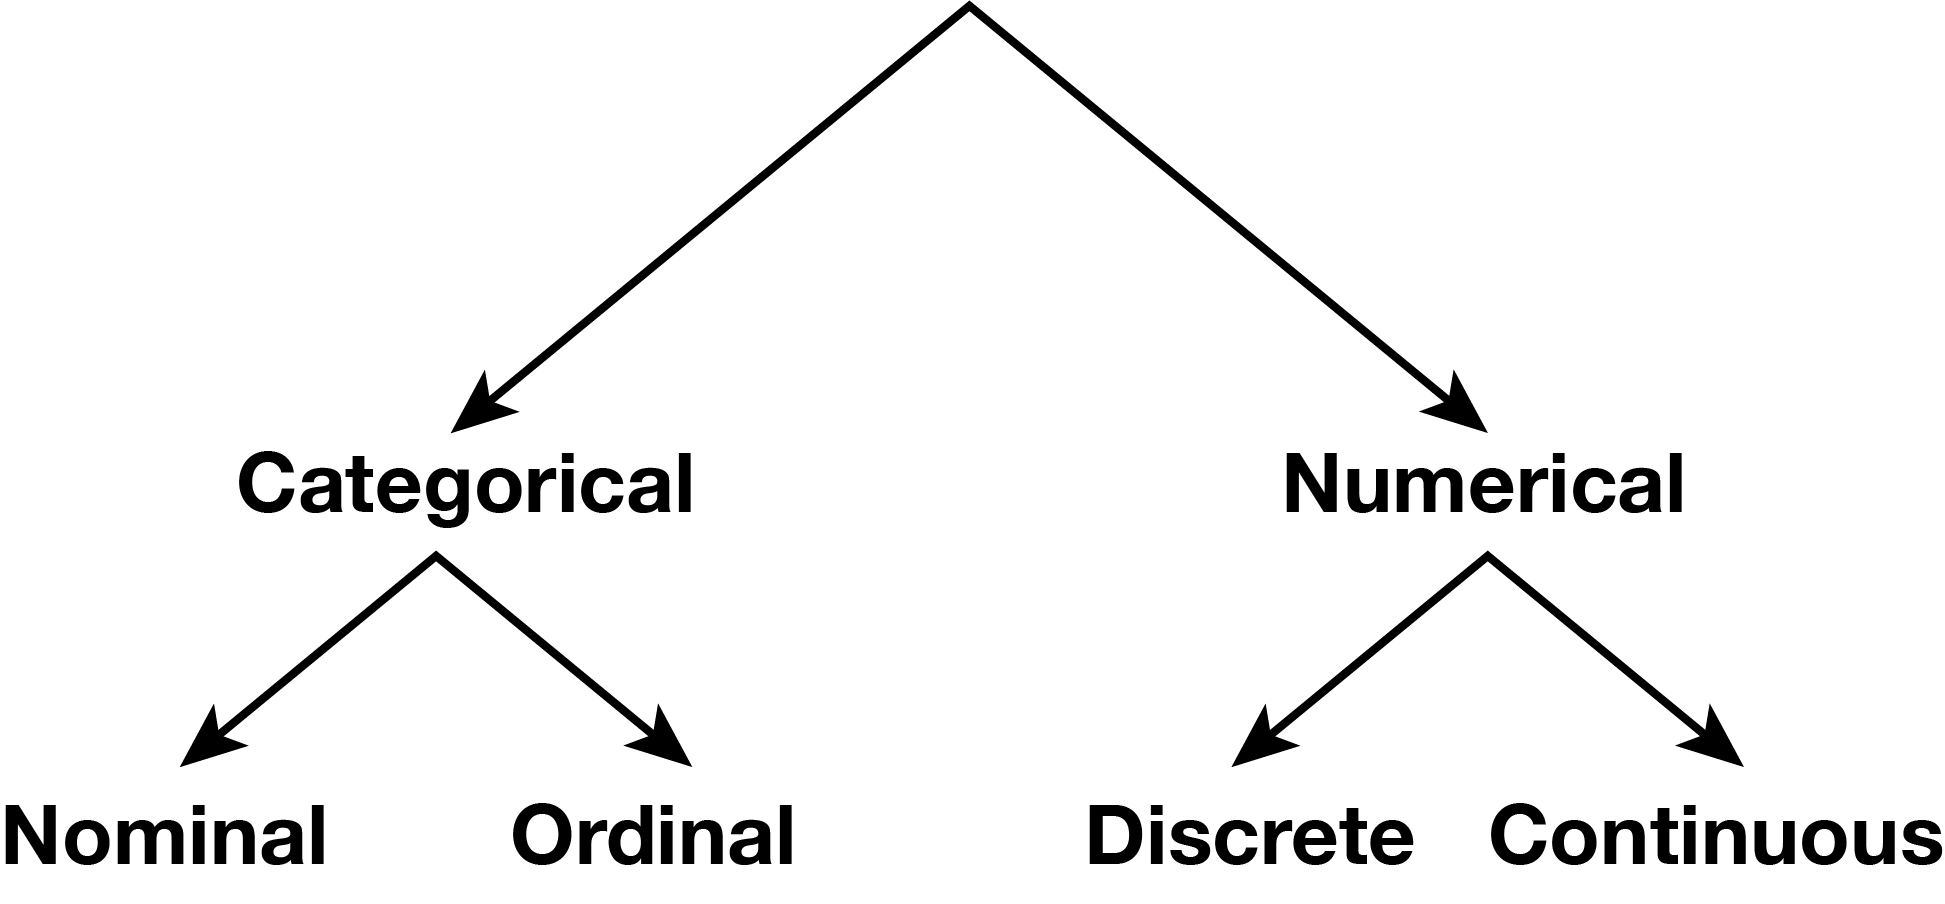 Categorical
Numerical
Nominal
Ordinal
Discrete
Continuous